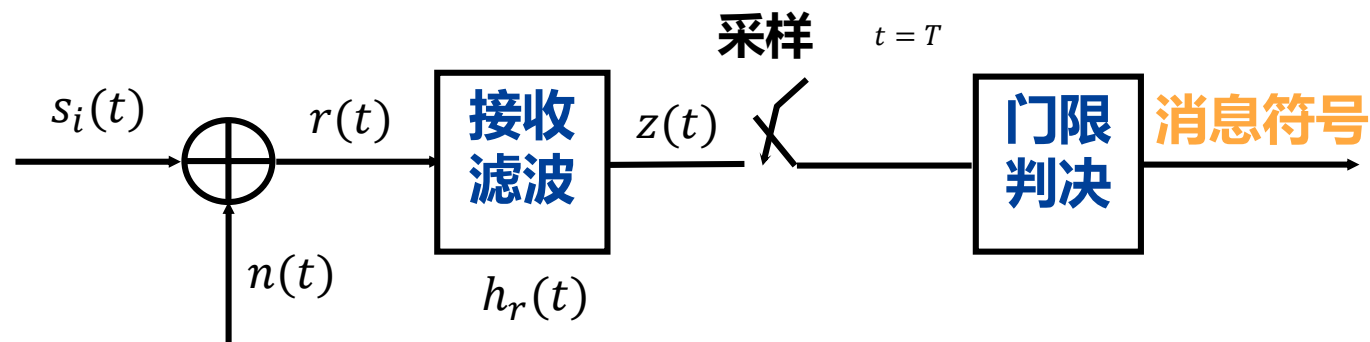 采样
t = T
s_i(t)
r(t)
接收
滤波
z(t)
门限
判决
消息符号
n(t)
h_r(t)